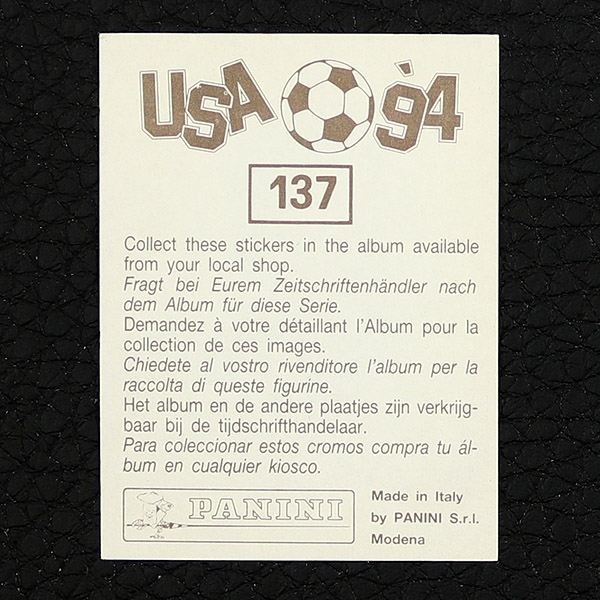 USA '94
137
Collect these stickers in the album available
from your local shop.
Fragt bei Eurem Zeitschriftenhändler nach
dem Album für diese Serie.
Demandez à votre détaillant l'Album pour la
collection de ces images.
Chiedete al vostro rivenditore l'album per la
raccolta di queste figurine.
Het album en de andere plaatjes zijn verkrijg-
baar bij de tijdschrifthandelaar.
Para coleccionar estos cromos compra tu ál-
bum en cualquier kiosco.
PANINI
Made in Italy
by PANINI S.r.l.
Modena